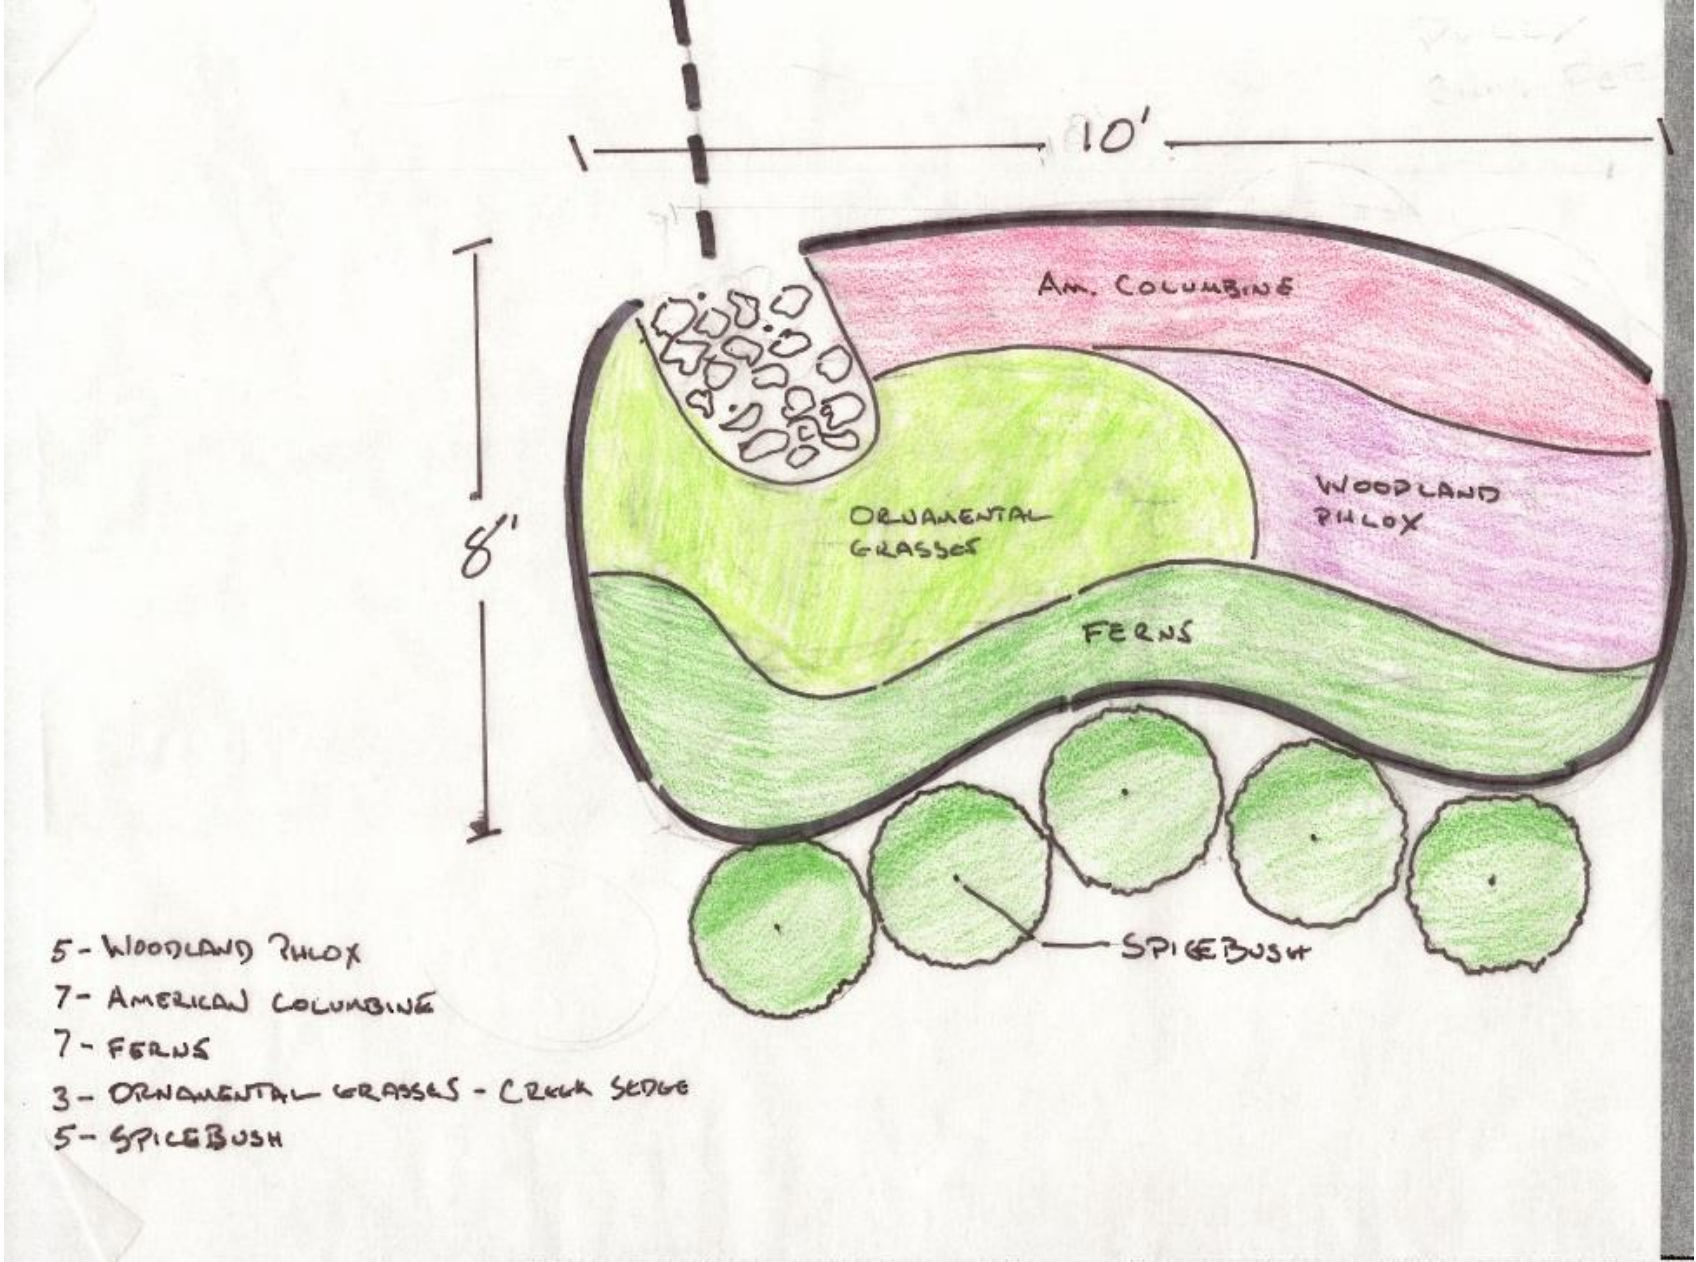 10'
AM. COLUMBINE
WOODLAND
PHLOX
ORNAMENTAL
GRASSES
8'
FERNS
SPICEBUSH
5- WOODLAND PHLOX
7- AMERICAN COLUMBINE
7- FERNS
3- ORNAMENTAL GRASSES - CREEK SEDGE
5- SPICEBUSH